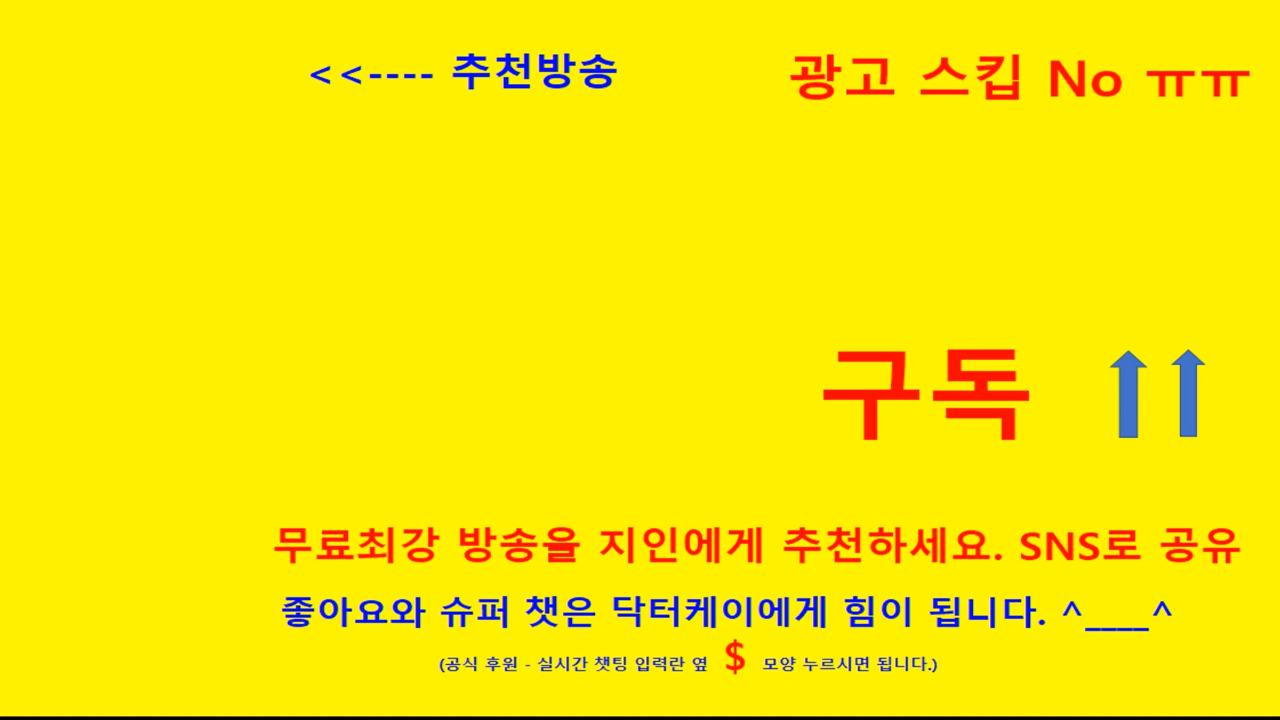 <<---- 추천방송
광고 스킵 No ㅠㅠ
구독
무료최강 방송을 지인에게 추천하세요. SNS로 공유
좋아요와 슈퍼 챗은 닥터케이에게 힘이 됩니다. ^____^
(공식 후원 - 실시간 챗팅 입력란 옆 $ 모양 누르시면 됩니다.)